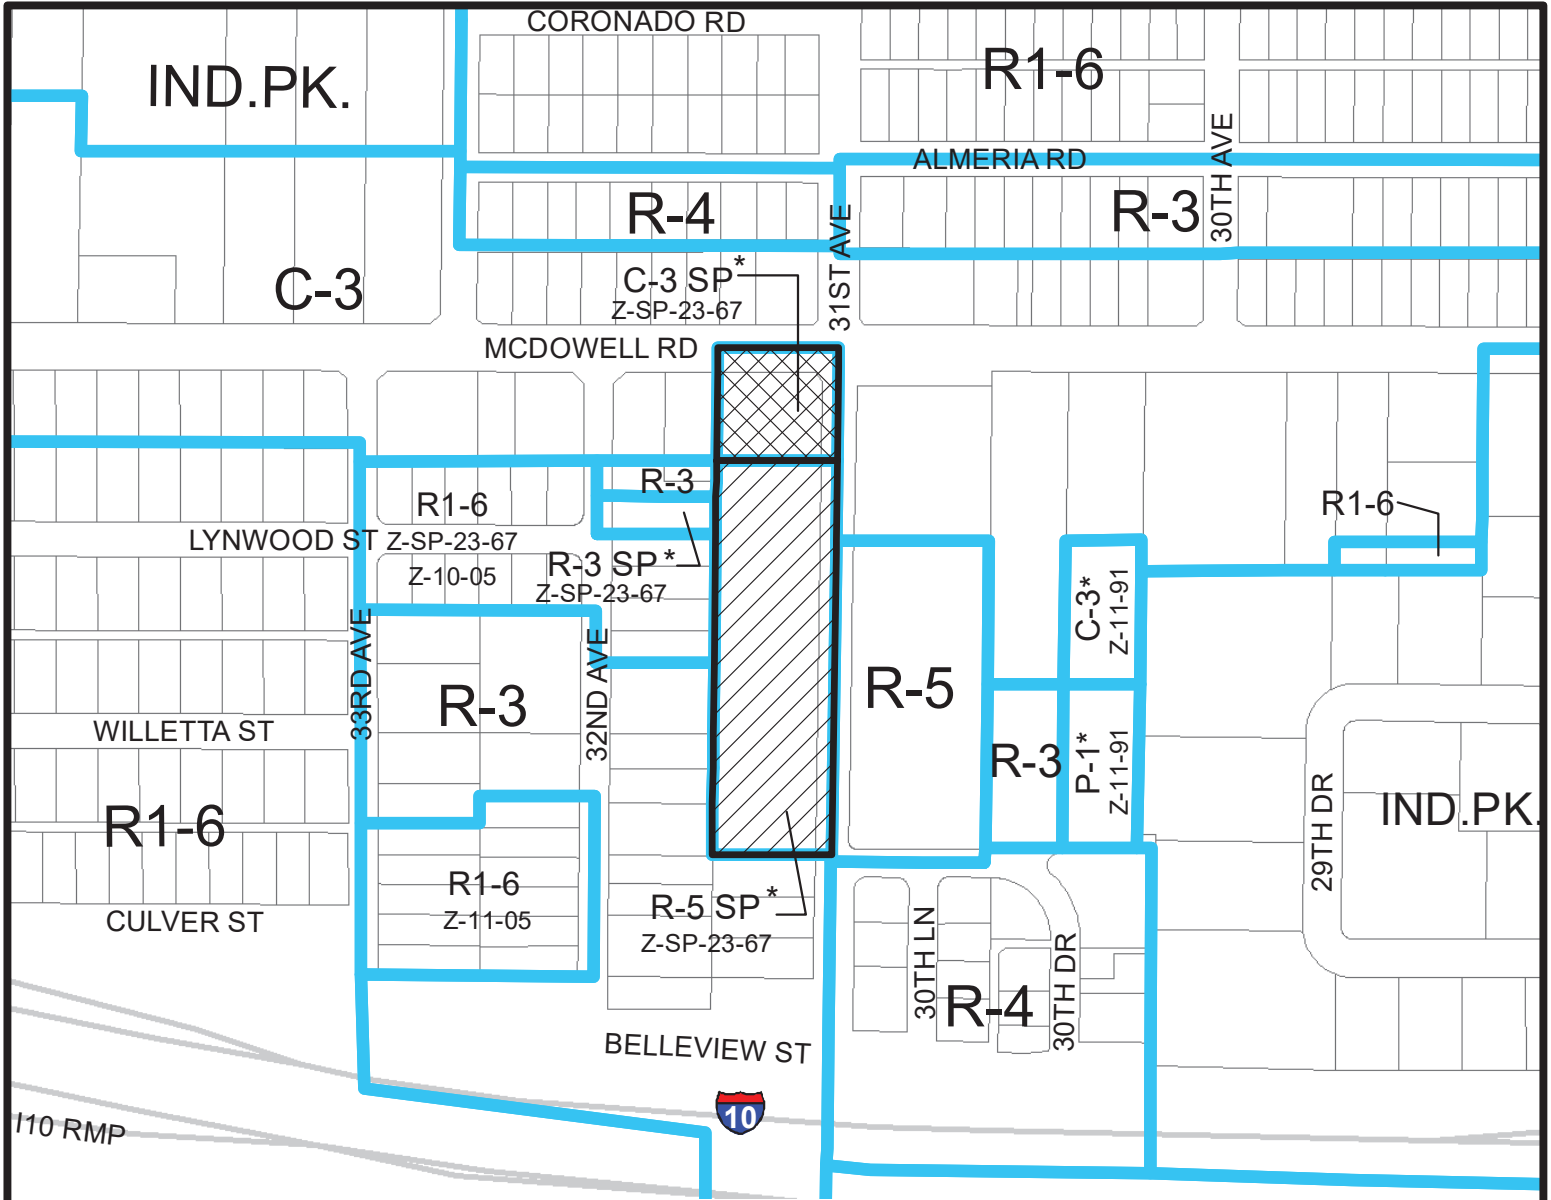 CORONADO RD
IND.PK.
R1-6
30TH AVE
ALMERIA RD
R-4
R-3
31ST AVE
C-3 SP*
Z-SP-23-67
C-3
MCDOWELL RD
R-3
R1-6
Z-SP-23-67
Z-10-05
LYNWOOD ST
R-3 SP*
Z-SP-23-67
R1-6
C-3*
Z-11-91
33RD AVE
32ND AVE
R-3
R-5
R-3
P-1*
Z-11-91
WILLETTA ST
R1-6
29TH DR
IND.PK.
R1-6
Z-11-05
R-5 SP*
Z-SP-23-67
CULVER ST
30TH LN
R-4
30TH DR
BELLEVIEW ST
10
I10 RMP